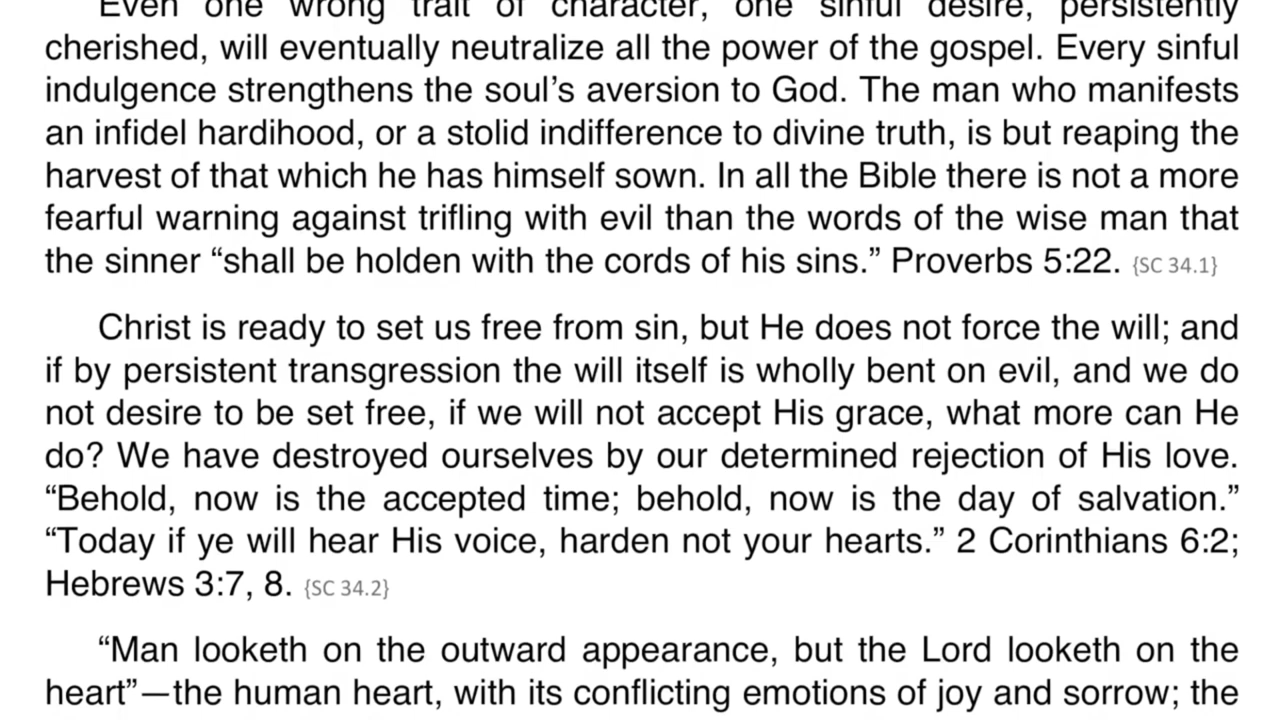 Even one wrong trait of character, one sinful desire, persistently
cherished, will eventually neutralize all the power of the gospel. Every sinful
indulgence strengthens the soul’s aversion to God. The man who manifests
an infidel hardihood, or a stolid indifference to divine truth, is but reaping the
harvest of that which he has himself sown. In all the Bible there is not a more
fearful warning against trifling with evil than the words of the wise man that
the sinner “shall be holden with the cords of his sins.” Proverbs 5:22. {SC 34.1}
Christ is ready to set us free from sin, but He does not force the will; and
if by persistent transgression the will itself is wholly bent on evil, and we do
not desire to be set free, if we will not accept His grace, what more can He
do? We have destroyed ourselves by our determined rejection of His love.
“Behold, now is the accepted time; behold, now is the day of salvation.”
“Today if ye will hear His voice, harden not your hearts.” 2 Corinthians 6:2;
Hebrews 3:7, 8. {SC 34.2}
“Man looketh on the outward appearance, but the Lord looketh on the
heart”—the human heart, with its conflicting emotions of joy and sorrow; the